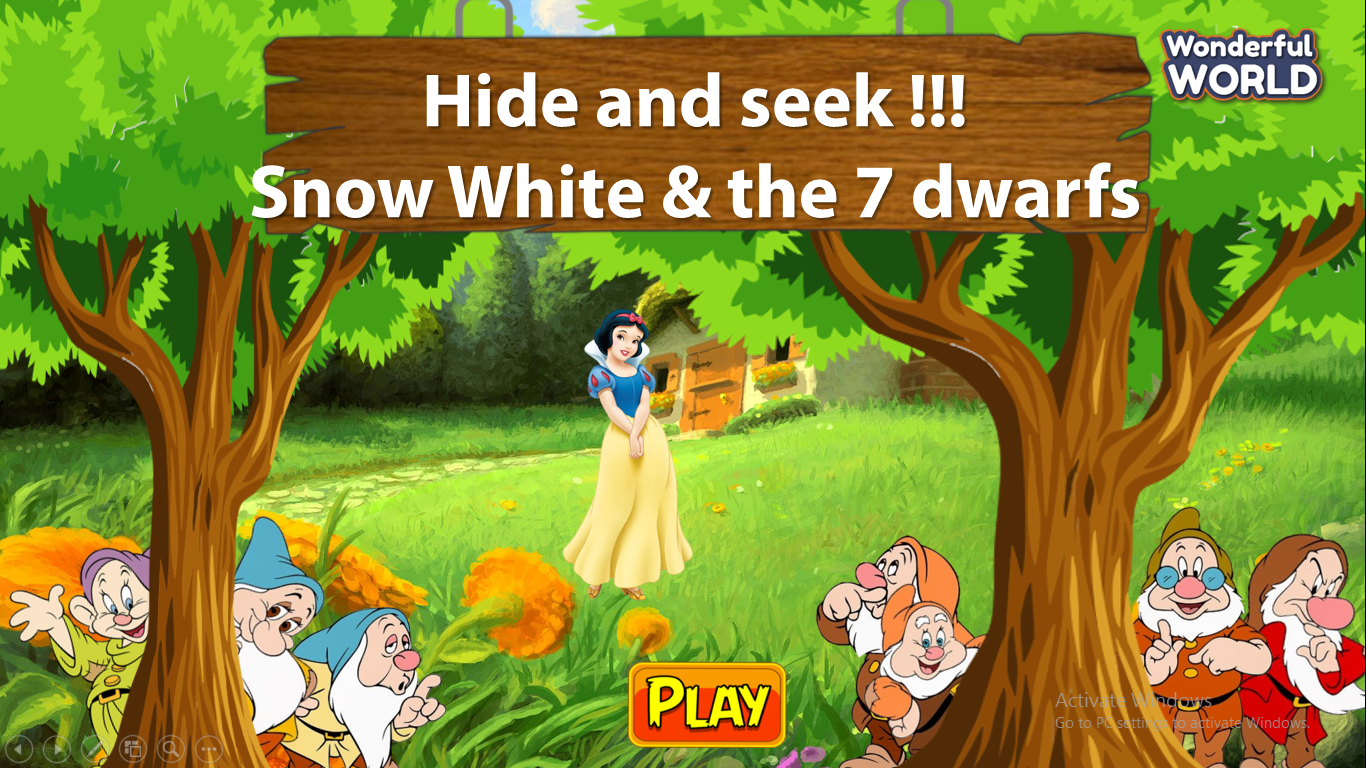 Hide and seek !!!
Snow White & the 7 dwarfs
Wonderful
WORLD
PLAY
Activate Windows
Go to PC settings to activate Windows.